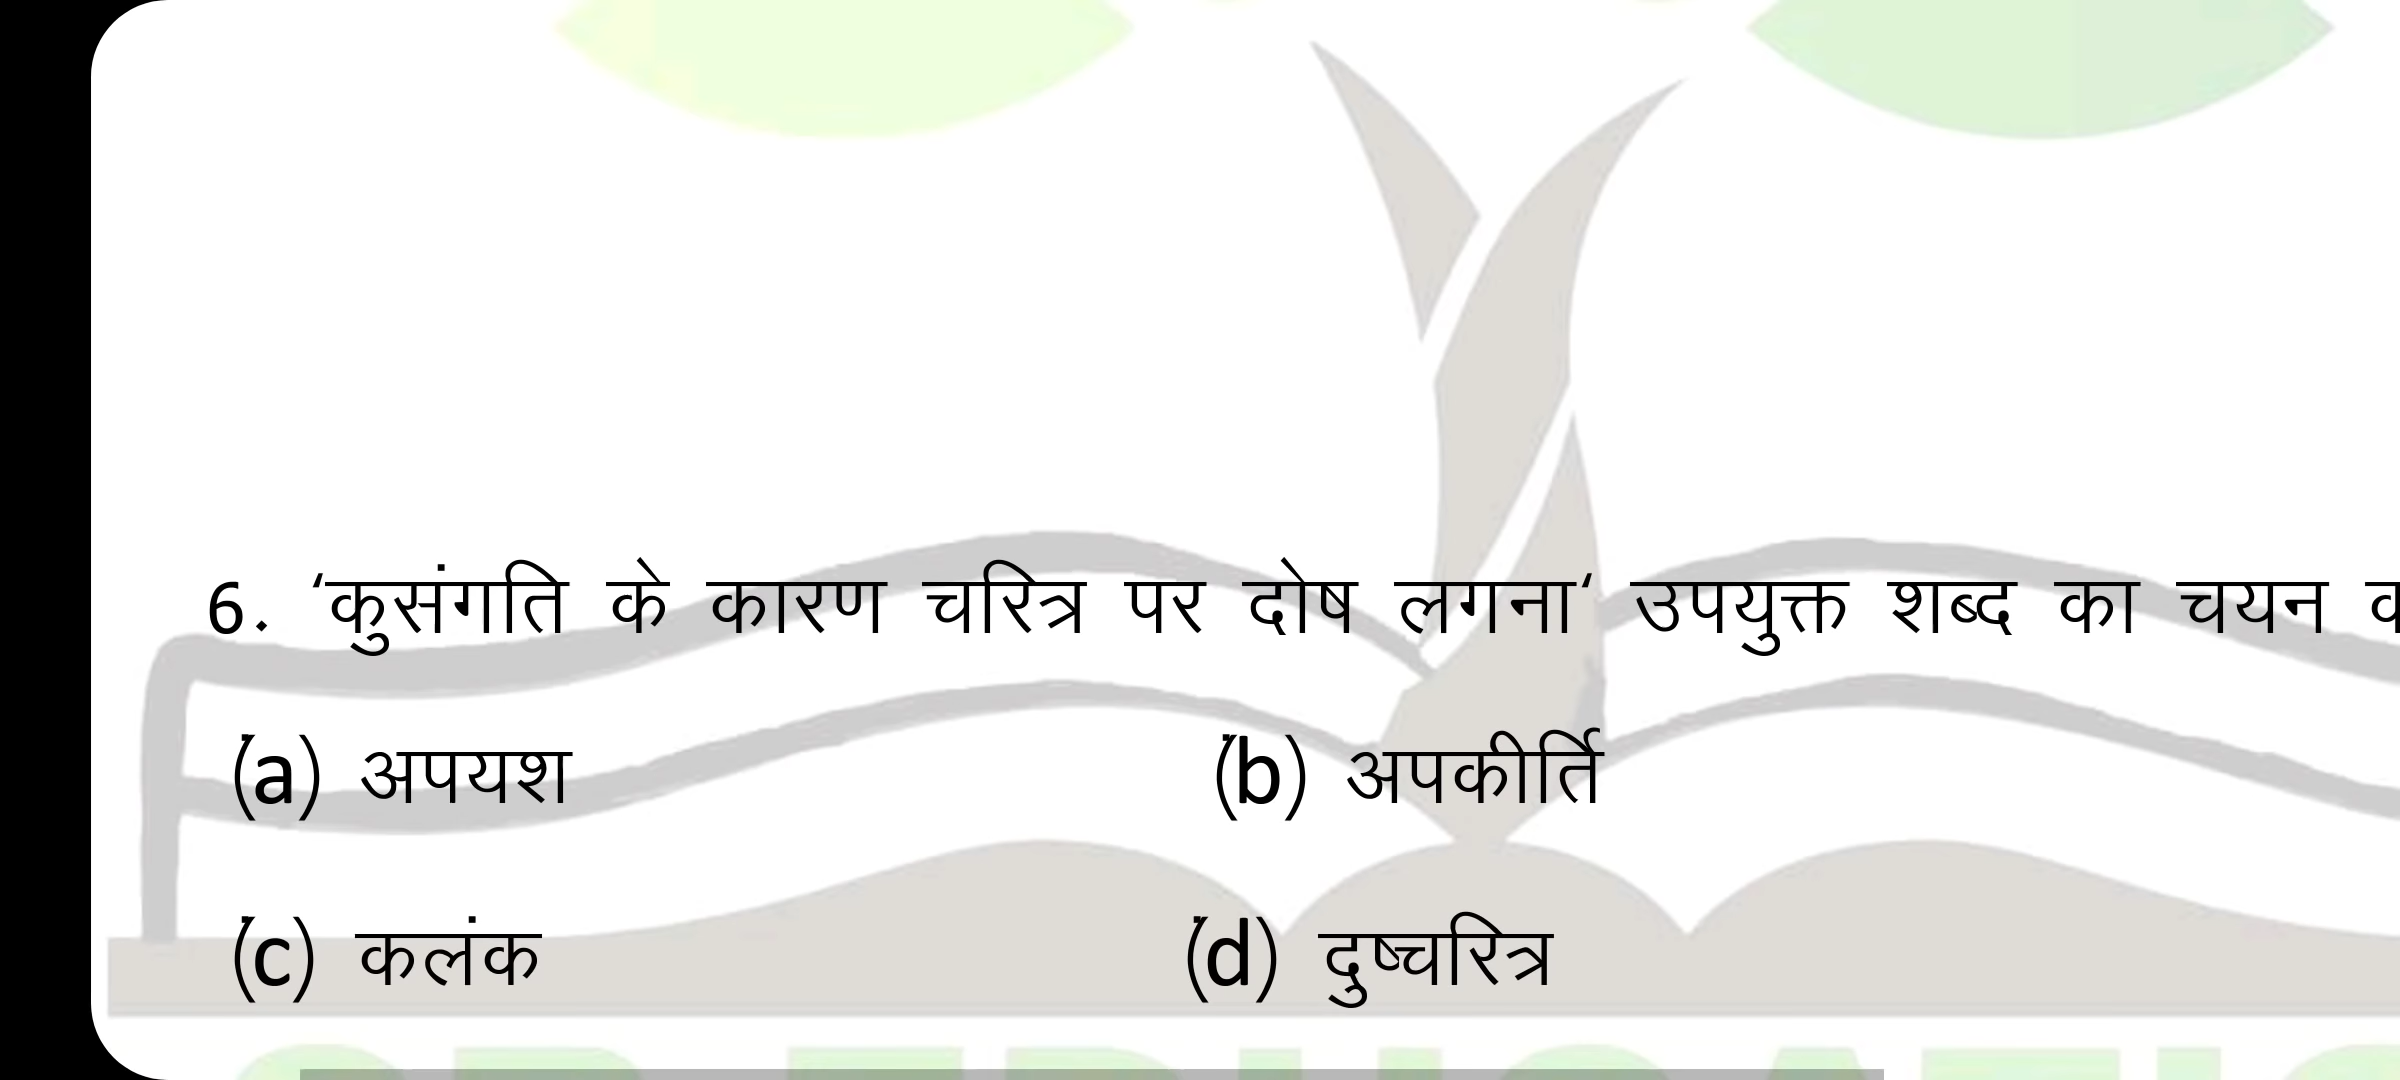 6. ‘कुसंगति के कारण चरित्र पर दोष लगना‘ उपयुक्त शब्द का चयन
(a) अपयश (b) अपकीर्ति
(c) कलंक (d) दुष्चरित्र